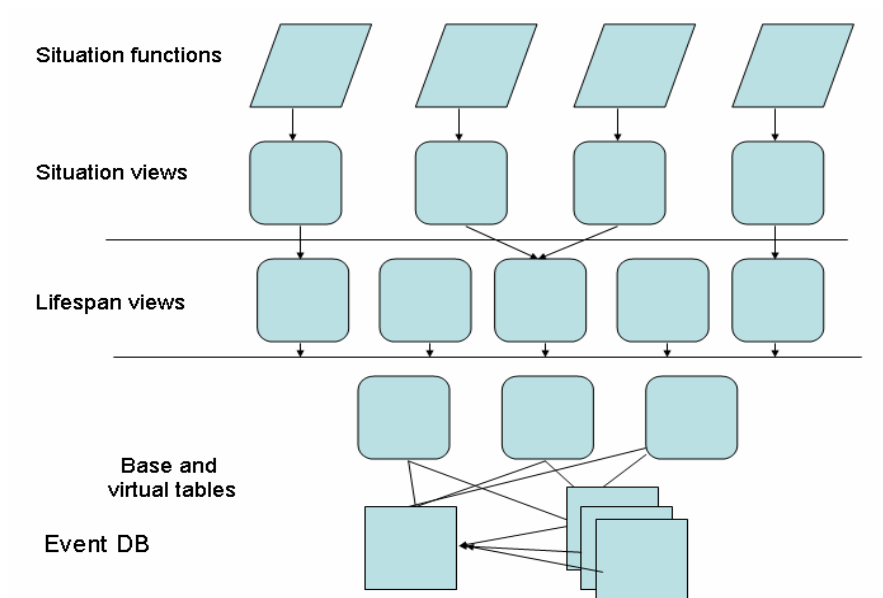 Situation functions
Situation views
Lifespan views
Base and
virtual tables
Event DB